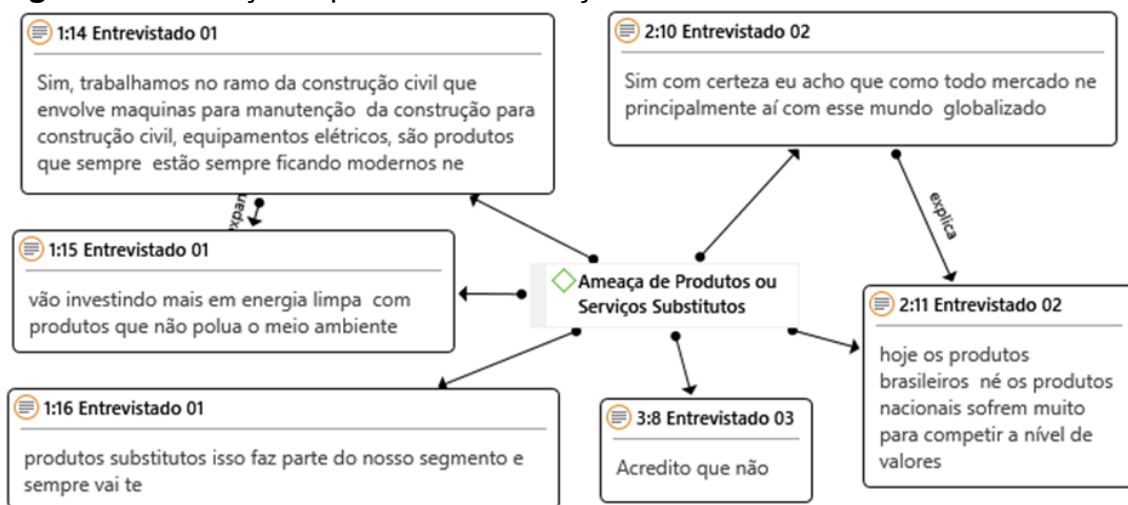 1:14 Entrevistado 01
Sim, trabalhamos no ramo da construção civil que
envolve maquinas para manutenção da construção para
construção civil, equipamentos elétricos, são produtos
que sempre estão sempre ficando modernos ne
2:10 Entrevistado 02
Sim com certeza eu acho que como todo mercado ne
principalmente aí com esse mundo globalizado
expan
explica
1:15 Entrevistado 01
vão investindo mais em energia limpa com
produtos que não polua o meio ambiente
Ameaça de Produtos ou
Serviços Substitutos
2:11 Entrevistado 02
hoje os produtos
brasileiros né os produtos
nacionais sofrem muito
para competir a nível de
valores
1:16 Entrevistado 01
produtos substitutos isso faz parte do nosso segmento e
sempre vai te
3:8 Entrevistado 03
Acredito que não